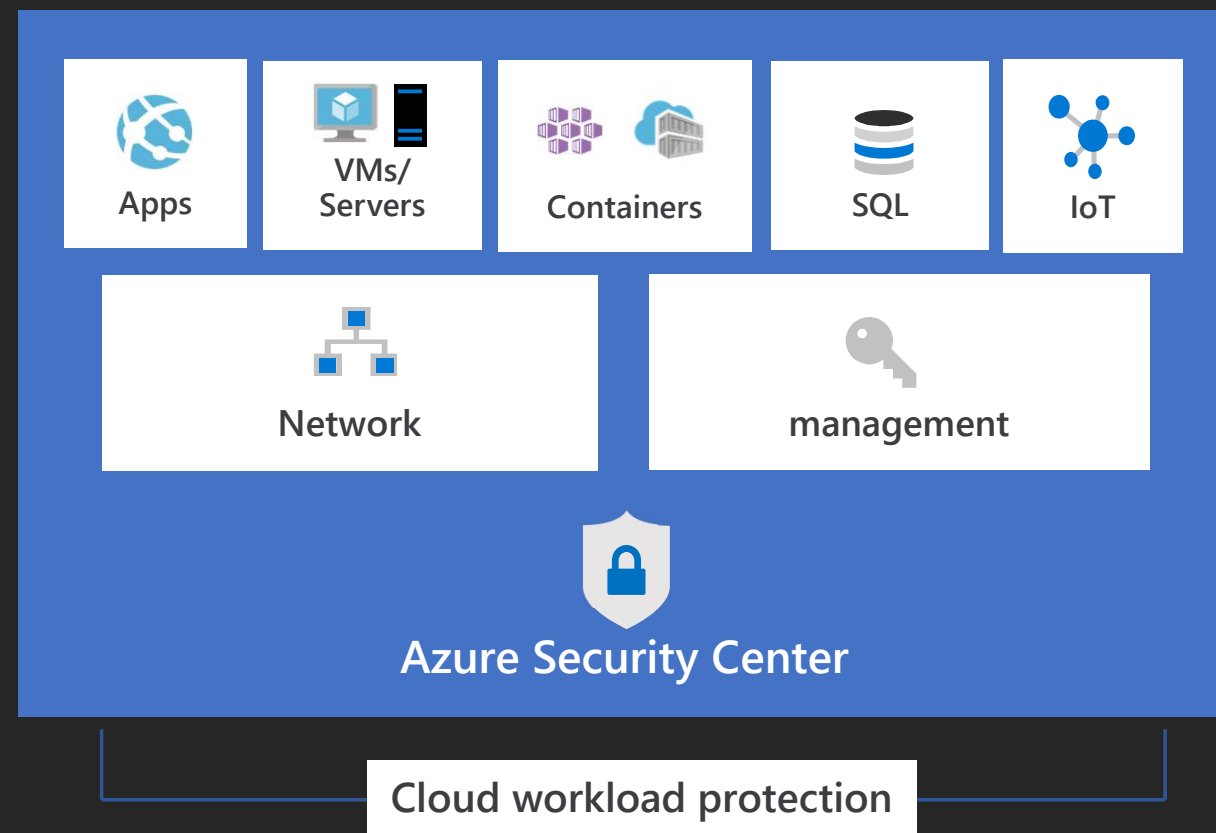 Apps
VMs/
Servers
Containers
SQL
IoT
Network
management
Azure Security Center
Cloud workload protection